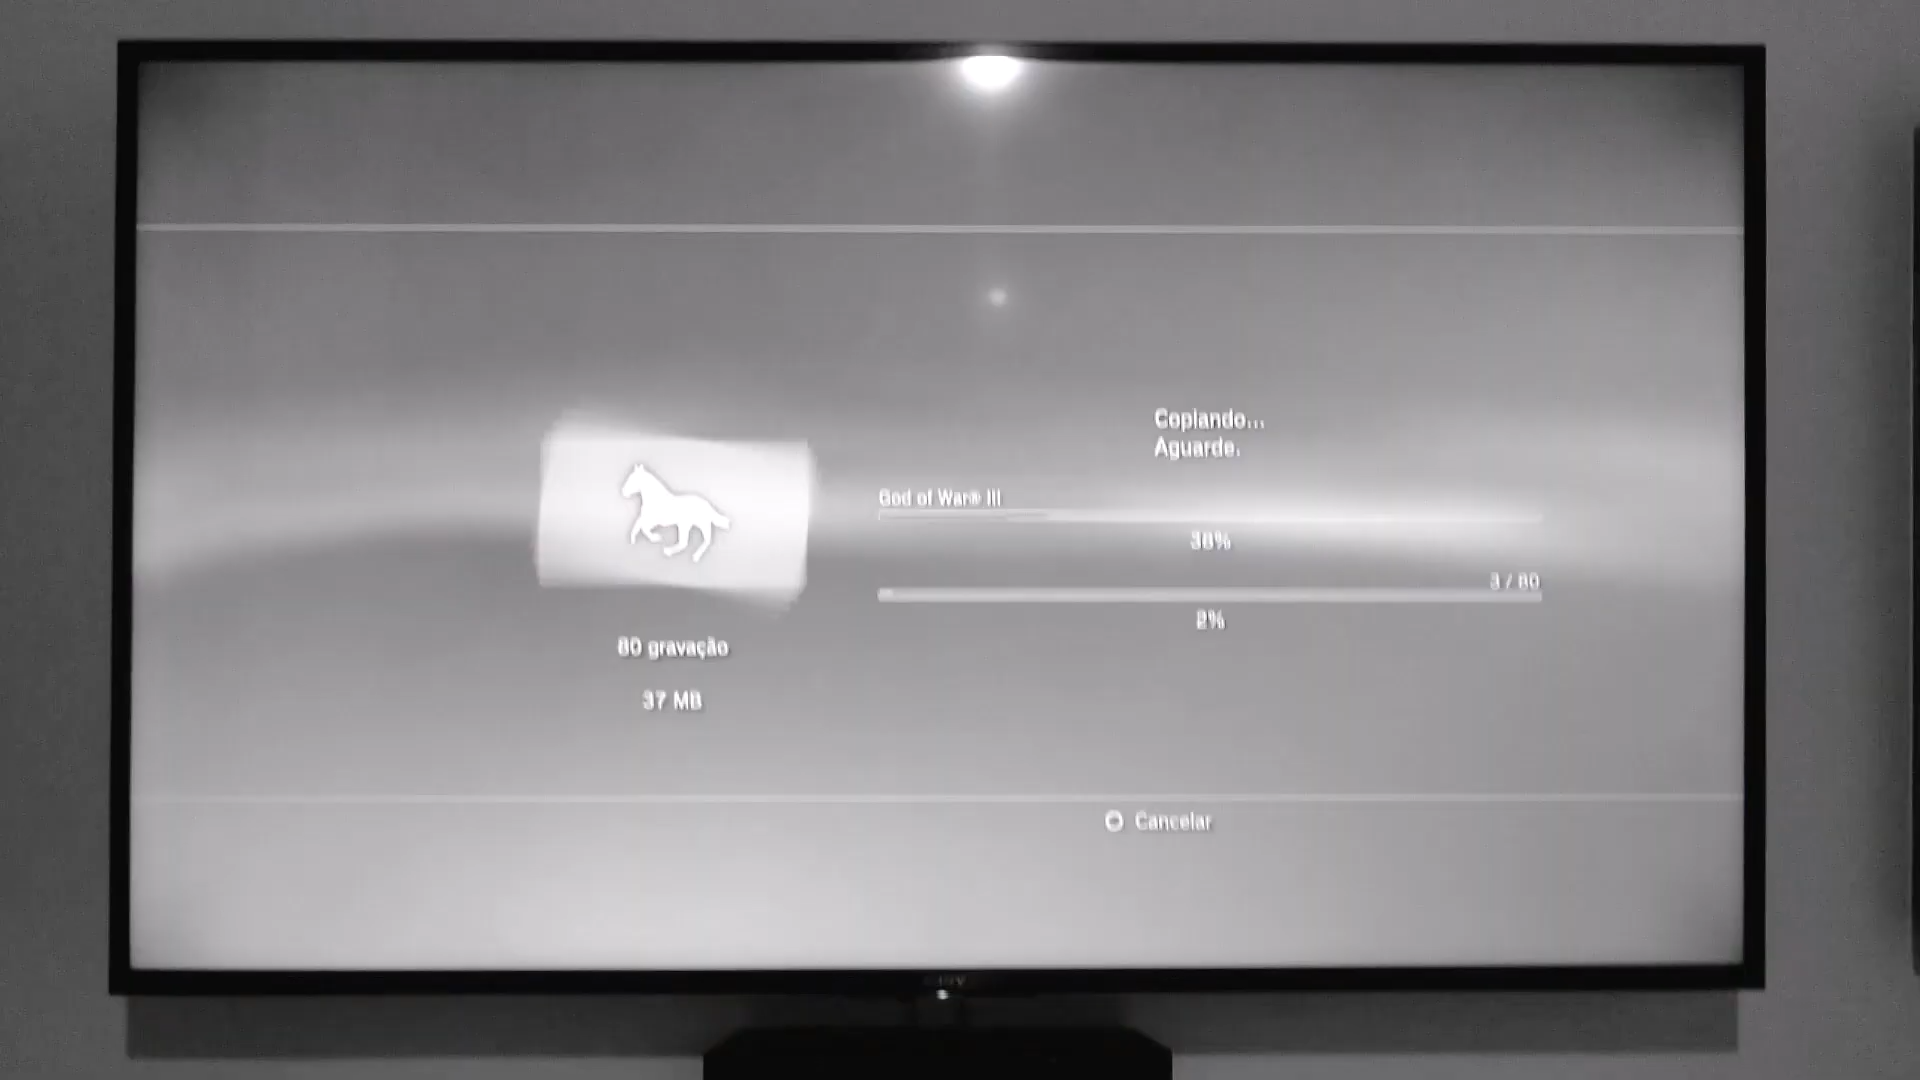 Copiando...
Aguarde.
God of War® III
38%
3 / 80
2%
80 gravação
37 MB
Cancelar